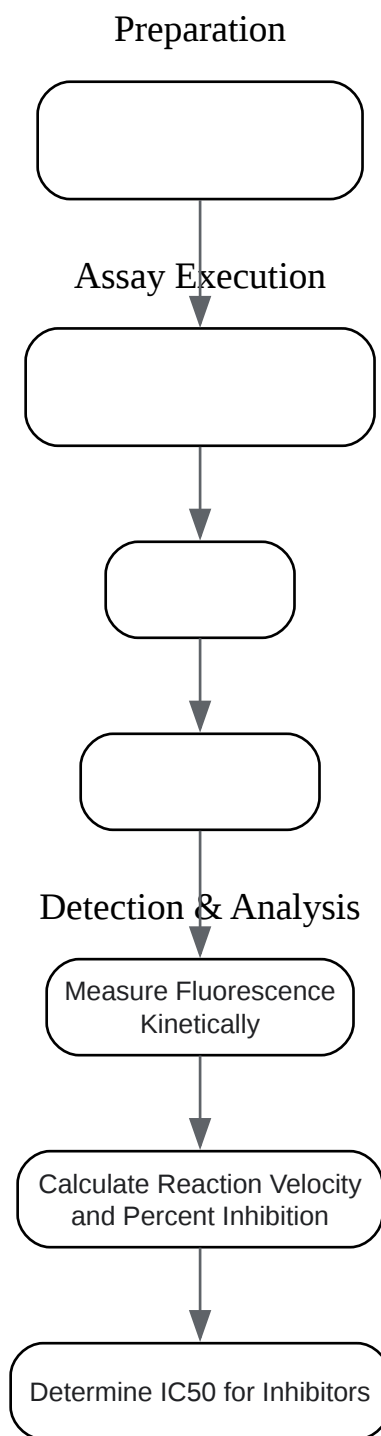 Preparation
Assay Execution
Detection & Analysis
Measure Fluorescence
Kinetically
Calculate Reaction Velocity
and Percent Inhibition
Determine IC50 for Inhibitors